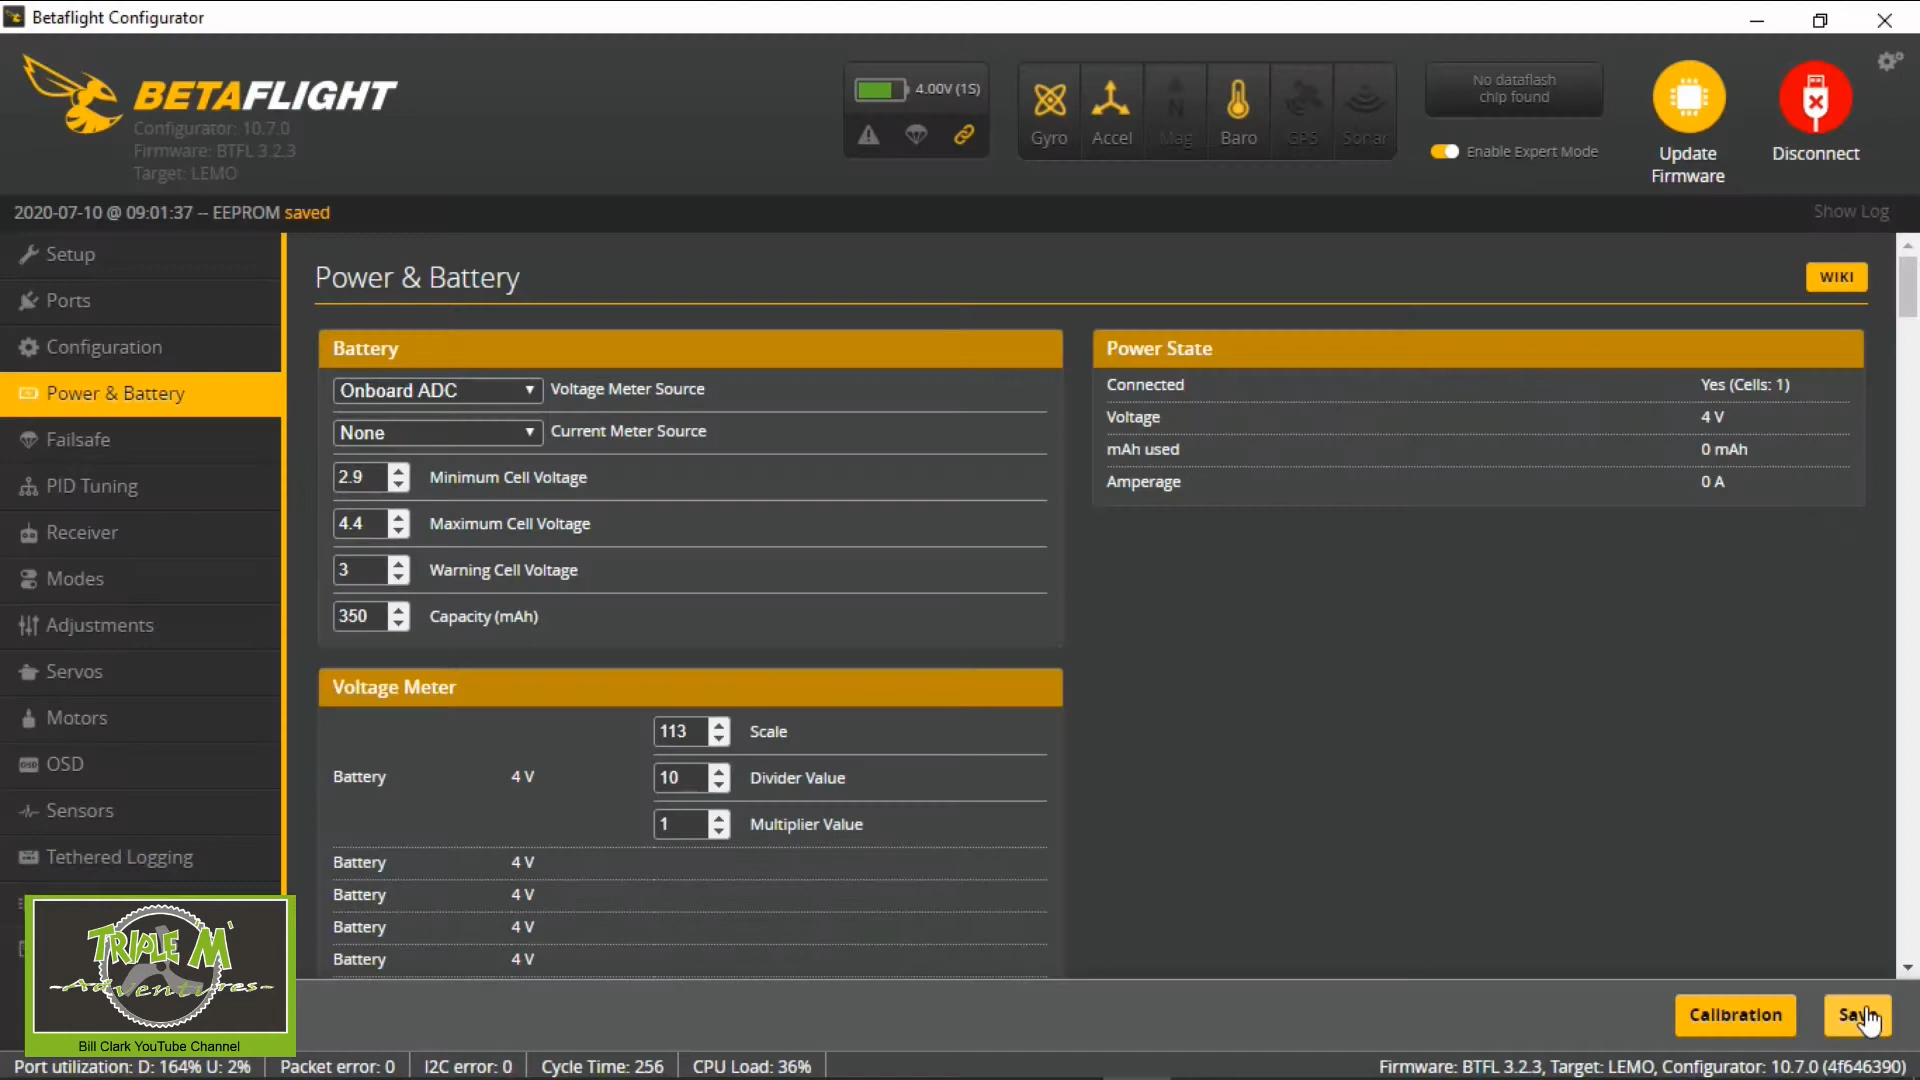 Betaflight Configurator
BETAFLIGHT
Configurator: 10.7.0
Firmware: BTFL 3.2.3
Target: LEMO
4.00V (1S)
Gyro
Accel
Mag
Baro
GPS
Sonar
No dataflash
chip found
Enable Expert Mode
Update
Firmware
Disconnect
2020-07-10 @ 09:01:37 -- EEPROM saved
Show Log
Setup
Ports
Configuration
Power & Battery
Failsafe
PID Tuning
Receiver
Modes
Adjustments
Servos
Motors
OSD
Sensors
Tethered Logging
Power & Battery
WIKI
Battery
Onboard ADC Voltage Meter Source
None Current Meter Source
2.9 Minimum Cell Voltage
4.4 Maximum Cell Voltage
3 Warning Cell Voltage
350 Capacity (mAh)
Power State
Connected Yes (Cells: 1)
Voltage 4 V
mAh used 0 mAh
Amperage 0 A
Voltage Meter
113 Scale
Battery 4 V
10 Divider Value
1 Multiplier Value
Battery 4 V
Battery 4 V
Battery 4 V
Battery 4 V
Calibration
TRIPLE M'
-Adventures-
Bill Clark YouTube Channel
Port utilization: D: 164% U: 2%
Packet error: 0
I2C error: 0
Cycle Time: 256
CPU Load: 36%
Firmware: BTFL 3.2.3, Target: LEMO, Configurator: 10.7.0 (4f646390)